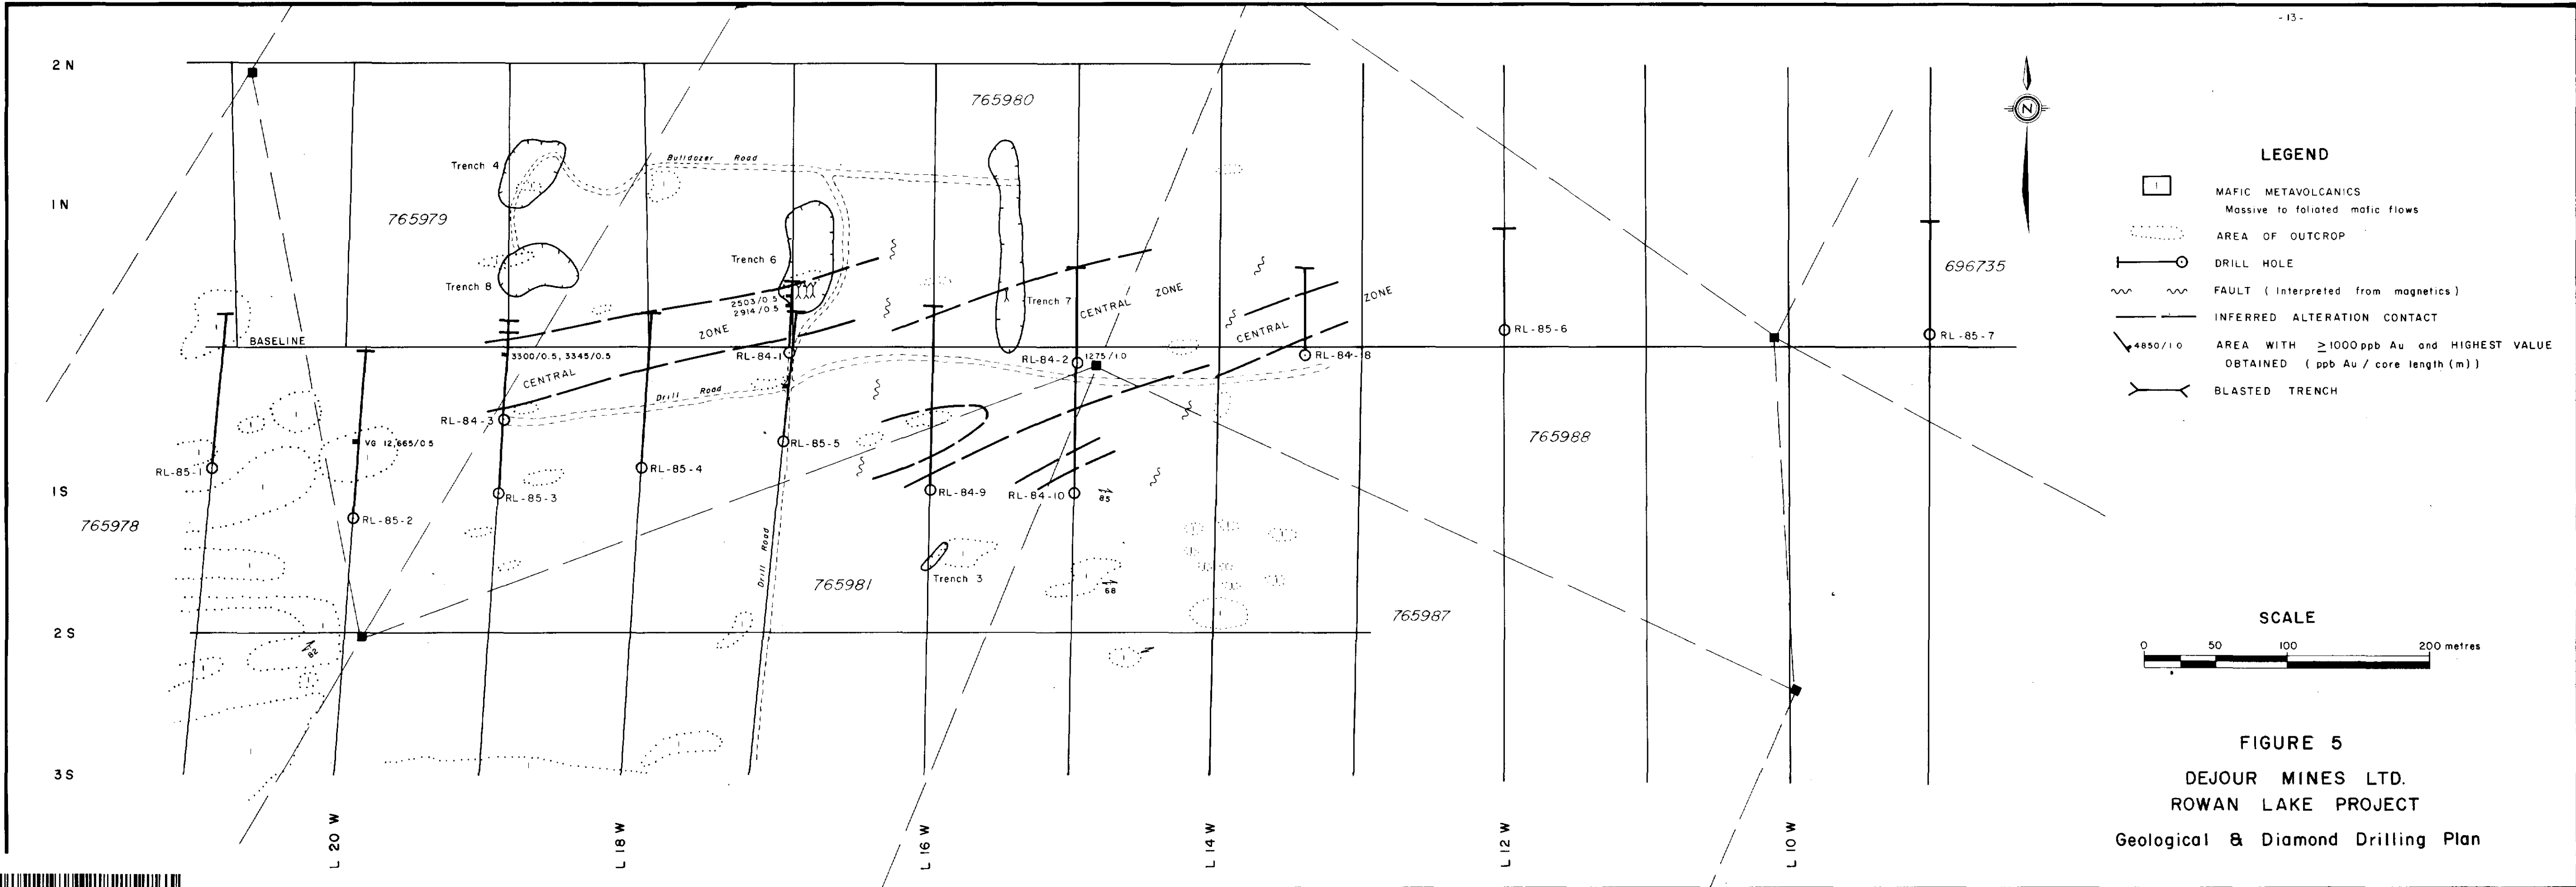 - 13 -
2 N
1 N
BASELINE
1 S
2 S
3 S
765980
765979
765978
765981
765988
765987
696735
Trench 4
Bulldozer Road
Trench 8
Trench 6
2503/0.5
2914/0.5
Trench 7
CENTRAL ZONE
CENTRAL ZONE
CENTRAL ZONE
3300/0.5, 3345/0.5
RL-84-1
RL-84-2
1275/1.0
RL-84-18
RL-85-6
RL-85-7
Drill Road
RL-84-3
VG 12,665/0.5
RL-85-1
RL-85-5
RL-85-4
RL-85-3
RL-85-2
RL-84-9
RL-84-10
85
Drill Road
Trench 3
68
82
L 20 W
L 18 W
L 16 W
L 14 W
L 12 W
L 10 W
N
LEGEND
1
MAFIC METAVOLCANICS
Massive to foliated mafic flows
AREA OF OUTCROP
DRILL HOLE
FAULT ( Interpreted from magnetics )
INFERRED ALTERATION CONTACT
4850/1.0
AREA WITH ≥1000 ppb Au and HIGHEST VALUE
OBTAINED ( ppb Au / core length (m) )
BLASTED TRENCH
SCALE
0 50 100 200 metres
FIGURE 5
DEJOUR MINES LTD.
ROWAN LAKE PROJECT
Geological & Diamond Drilling Plan